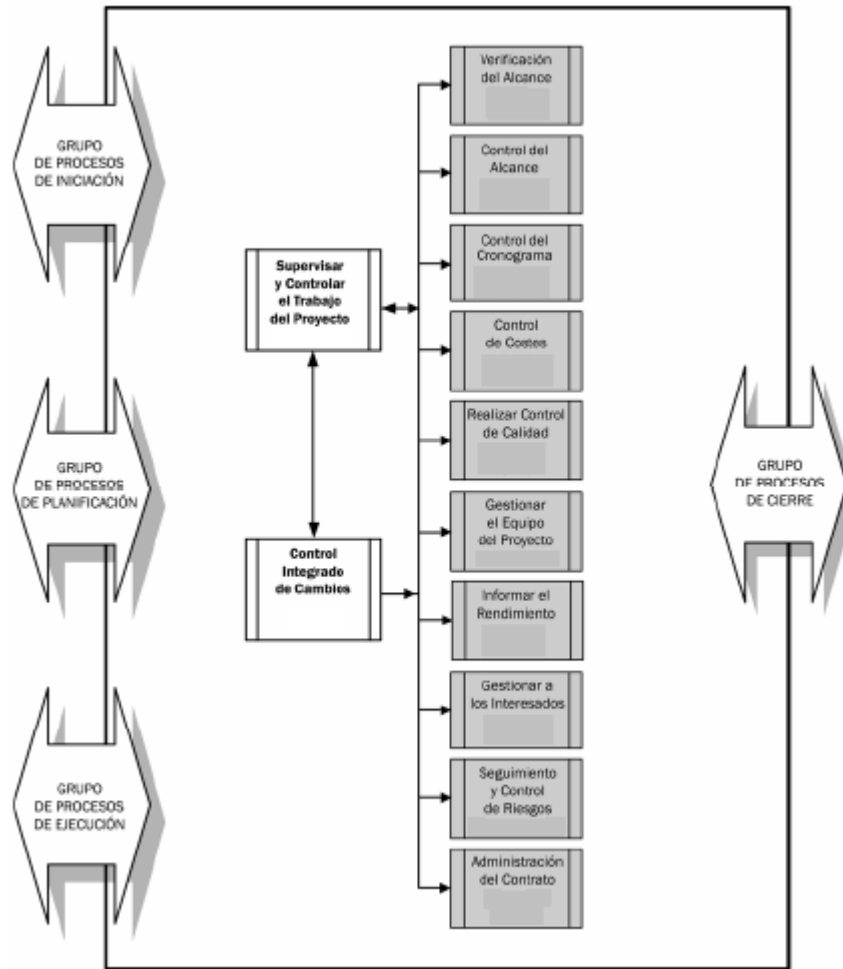 GRUPO
DE PROCESOS
DE INICIACIÓN
GRUPO
DE PROCESOS
DE PLANIFICACIÓN
GRUPO
DE PROCESOS
DE EJECUCIÓN
Supervisar
y Controlar
el Trabajo
del Proyecto
Control
Integrado
de Cambios
Verificación
del Alcance
Control del
Alcance
Control del
Cronograma
Control
de Costes
Realizar Control
de Calidad
Gestionar
el Equipo
del Proyecto
Informar el
Rendimiento
Gestionar a
los Interesados
Seguimiento
y Control
de Riesgos
Administración
del Contrato
GRUPO
DE PROCESOS
DE CIERRE